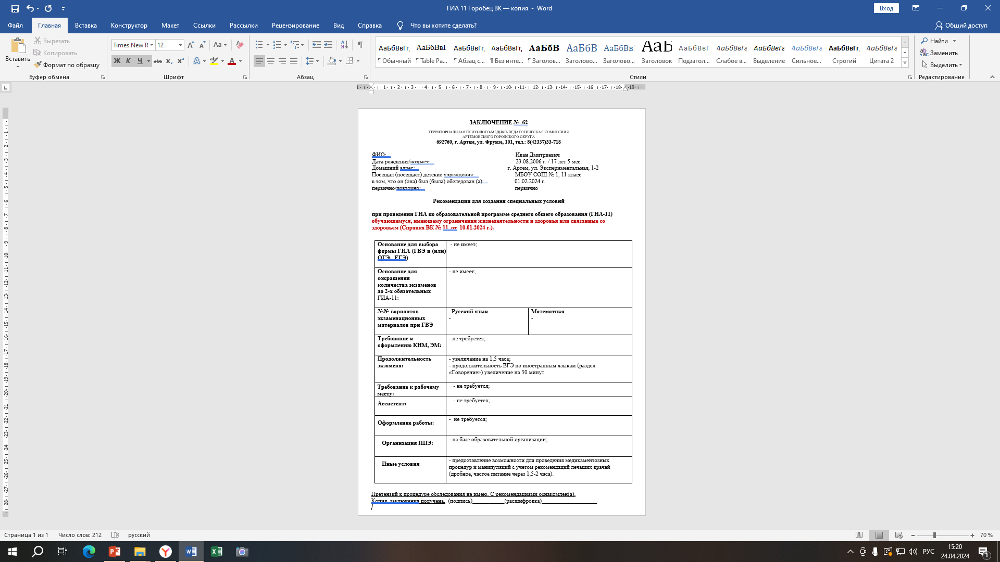 ГИА 11 Горобец ВК — копия - Word
Вход
Файл Главная Вставка Конструктор Макет Ссылки Рассылки Рецензирование Вид Справка Что вы хотите сделать? Общий доступ
Вставить
Вырезать
Копировать
Формат по образцу
Буфер обмена
Times New R 12
Шрифт
Абзац
АаБбВвГг, АаБбВвГ АаБбВвГг, АаБбВвГг, АаБбВ АаБбВ АаБбВв. АаБ АаБбВвГ АаБбВвГг АаБбВвГг АаБбВвГг АаБбВвГг, АаБбВвГг
¶ Обычный ¶ Table Pa... ¶ Абзац с... ¶ Без инте... ¶ Заголов... Заголово... Заголово... Заголовок Подзагол... Слабое в... Выделение Сильное... Строгий Цитата 2
Стили
Найти
Заменить
Выделить
Редактирование
ЗАКЛЮЧЕНИЕ № 62
ТЕРРИТОРИАЛЬНАЯ ПСИХОЛОГО-МЕДИКО-ПЕДАГОГИЧЕСКАЯ КОМИССИИЯ
АРТЕМОВСКОГО ГОРОДСКОГО ОКРУГА
692760, г. Артем, ул. Фрунзе, 101, тел.: 8(42337)33-718
ФИО: Иван Дмитриевич
Дата рождения/возраст: 23.08.2006 г. / 17 лет 5 мес.
Домашний адрес: г. Артем, ул. Экспериментальная, 1-2
Посещал (посещает) детские учреждения: МБОУ СОШ № 1, 11 класс
в том, что он (она) был (была) обследован (а): 01.02.2024 г.
первично/повторно: первично
Рекомендации для создания специальных условий
при проведении ГИА по образовательной программе среднего общего образования (ГИА-11)
обучающемуся, имеющему ограничения жизнедеятельности и здоровья или связанные со
здоровьем (Справка ВК № 11 от 10.01.2024 г.).
Основание для выбора
формы ГИА (ГВЭ и (или)
ОГЭ, ЕГЭ)
- не имеет;
Основание для
сокращения
количества экзаменов
до 2-х обязательных
ГИА-11:
- не имеет;
№№ вариантов
экзаменационных
материалов при ГВЭ
Русский язык
-
Математика
-
Требование к
оформлению КИМ, ЭМ:
- не требуется;
Продолжительность
экзамена:
- увеличение на 1,5 часа;
- продолжительность ЕГЭ по иностранным языкам (раздел
«Говорение») увеличение на 30 минут
Требование к рабочему
месту:
- не требуется;
Ассистент:
- не требуется;
Оформление работы:
- не требуется;
Организация ППЭ:
- на базе образовательной организации;
Иные условия
- предоставление возможности для проведения медикаментозных
процедур и манипуляций с учетом рекомендаций лечащих врачей
(дробное, частое питание через 1,5-2 часа).
Претензий к процедуре обследования не имею. С рекомендациями ознакомлен(а).
Копия заключения получена. (подпись)___________(расшифровка)___________________
Страница 1 из 1 Число слов: 212 русский 70 %
РУС
15:20
24.04.2024